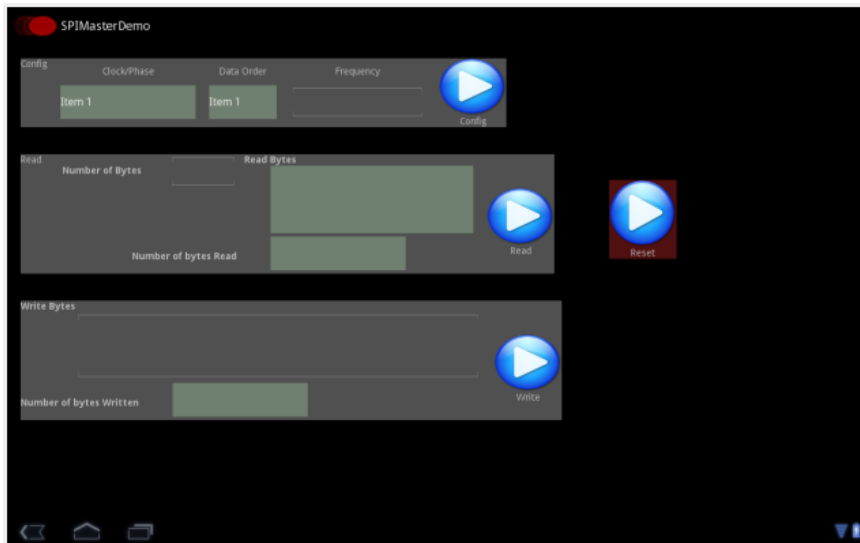 SPIMasterDemo
Config
Clock/Phase Data Order Frequency
Item 1 Item 1
Config
Read Read Bytes
Number of Bytes
Number of bytes Read
Read
Reset
Write Bytes
Number of bytes Written
Write